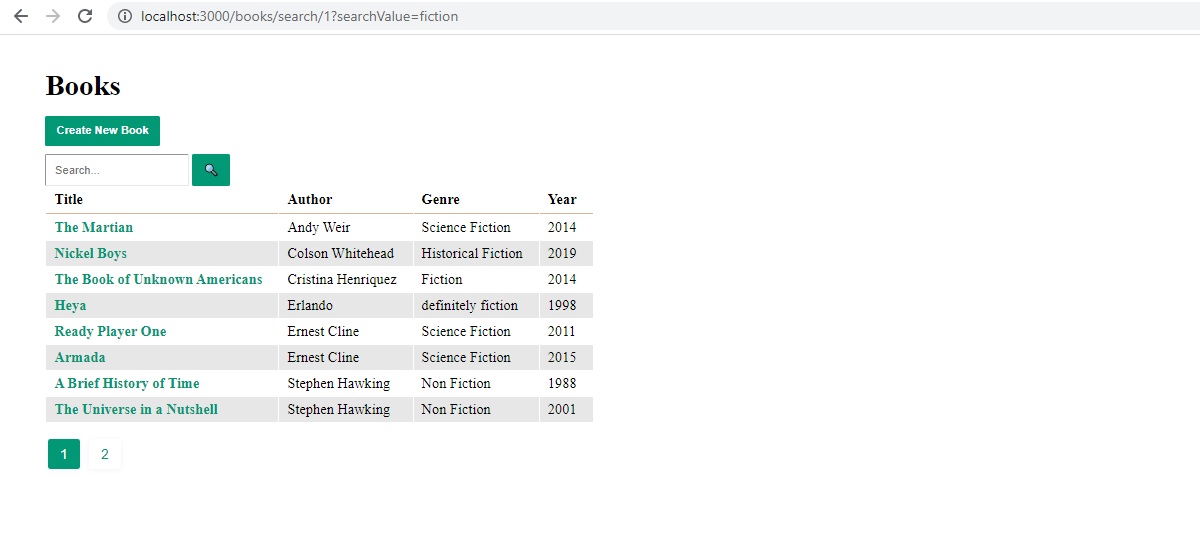 localhost:3000/books/search/1?searchValue=fiction
Books
Create New Book
Search...
Title Author Genre Year
The Martian Andy Weir Science Fiction 2014
Nickel Boys Colson Whitehead Historical Fiction 2019
The Book of Unknown Americans Cristina Henriquez Fiction 2014
Heya Erlando definitely fiction 1998
Ready Player One Ernest Cline Science Fiction 2011
Armada Ernest Cline Science Fiction 2015
A Brief History of Time Stephen Hawking Non Fiction 1988
The Universe in a Nutshell Stephen Hawking Non Fiction 2001
1 2